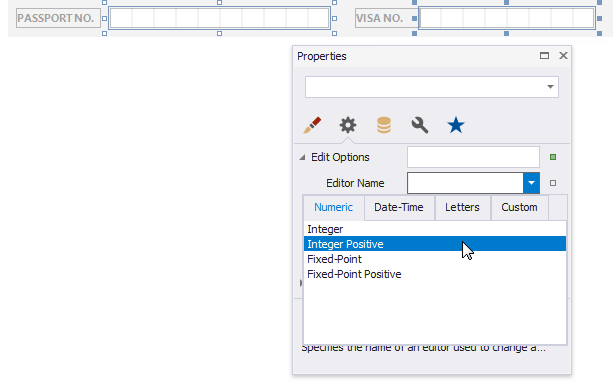 PASSPORT NO.
VISA NO.
Properties
Edit Options
Editor Name
Numeric
Date-Time
Letters
Custom
Integer
Integer Positive
Fixed-Point
Fixed-Point Positive
Specifies the name of an editor used to change a...